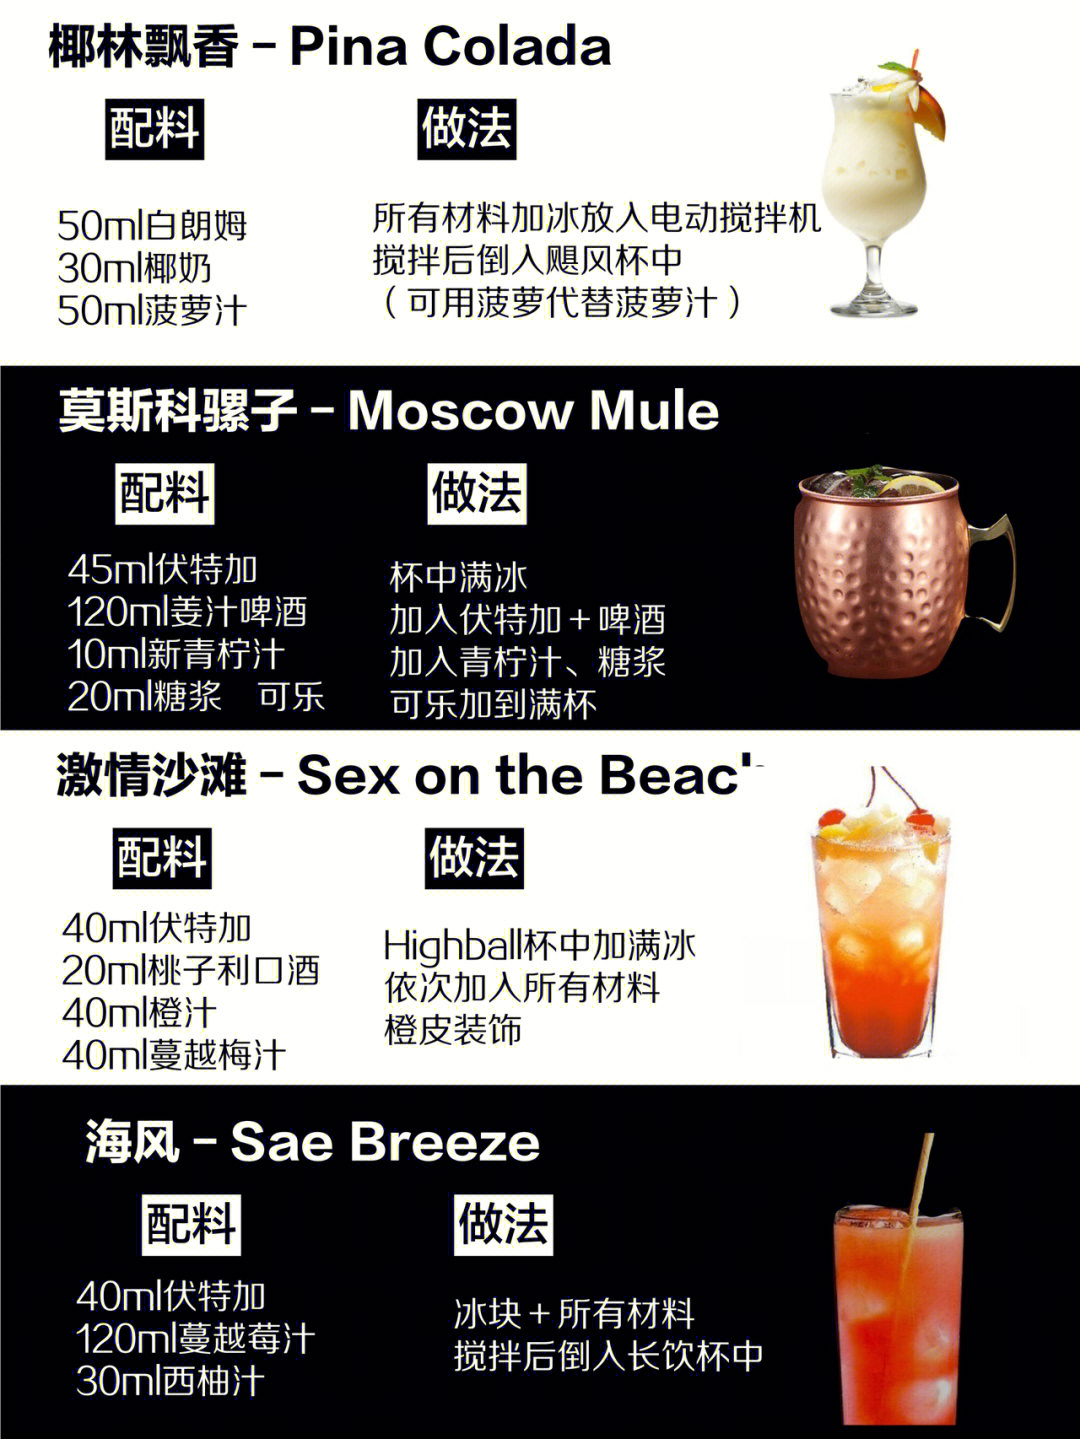 椰林飘香 – Pina Colada
配料
做法
50ml白朗姆
30ml椰奶
50ml菠萝汁
所有材料加冰放入电动搅拌机
搅拌后倒入飓风杯中
（可用菠萝代替菠萝汁）
莫斯科骡子 – Moscow Mule
配料
做法
45ml伏特加
120ml姜汁啤酒
10ml新青柠汁
20ml糖浆 可乐
杯中满冰
加入伏特加＋啤酒
加入青柠汁、糖浆
可乐加到满杯
激情沙滩 – Sex on the Beach
配料
做法
40ml伏特加
20ml桃子利口酒
40ml橙汁
40ml蔓越梅汁
Highball杯中加满冰
依次加入所有材料
橙皮装饰
海风 – Sae Breeze
配料
做法
40ml伏特加
120ml蔓越莓汁
30ml西柚汁
冰块＋所有材料
搅拌后倒入长饮杯中